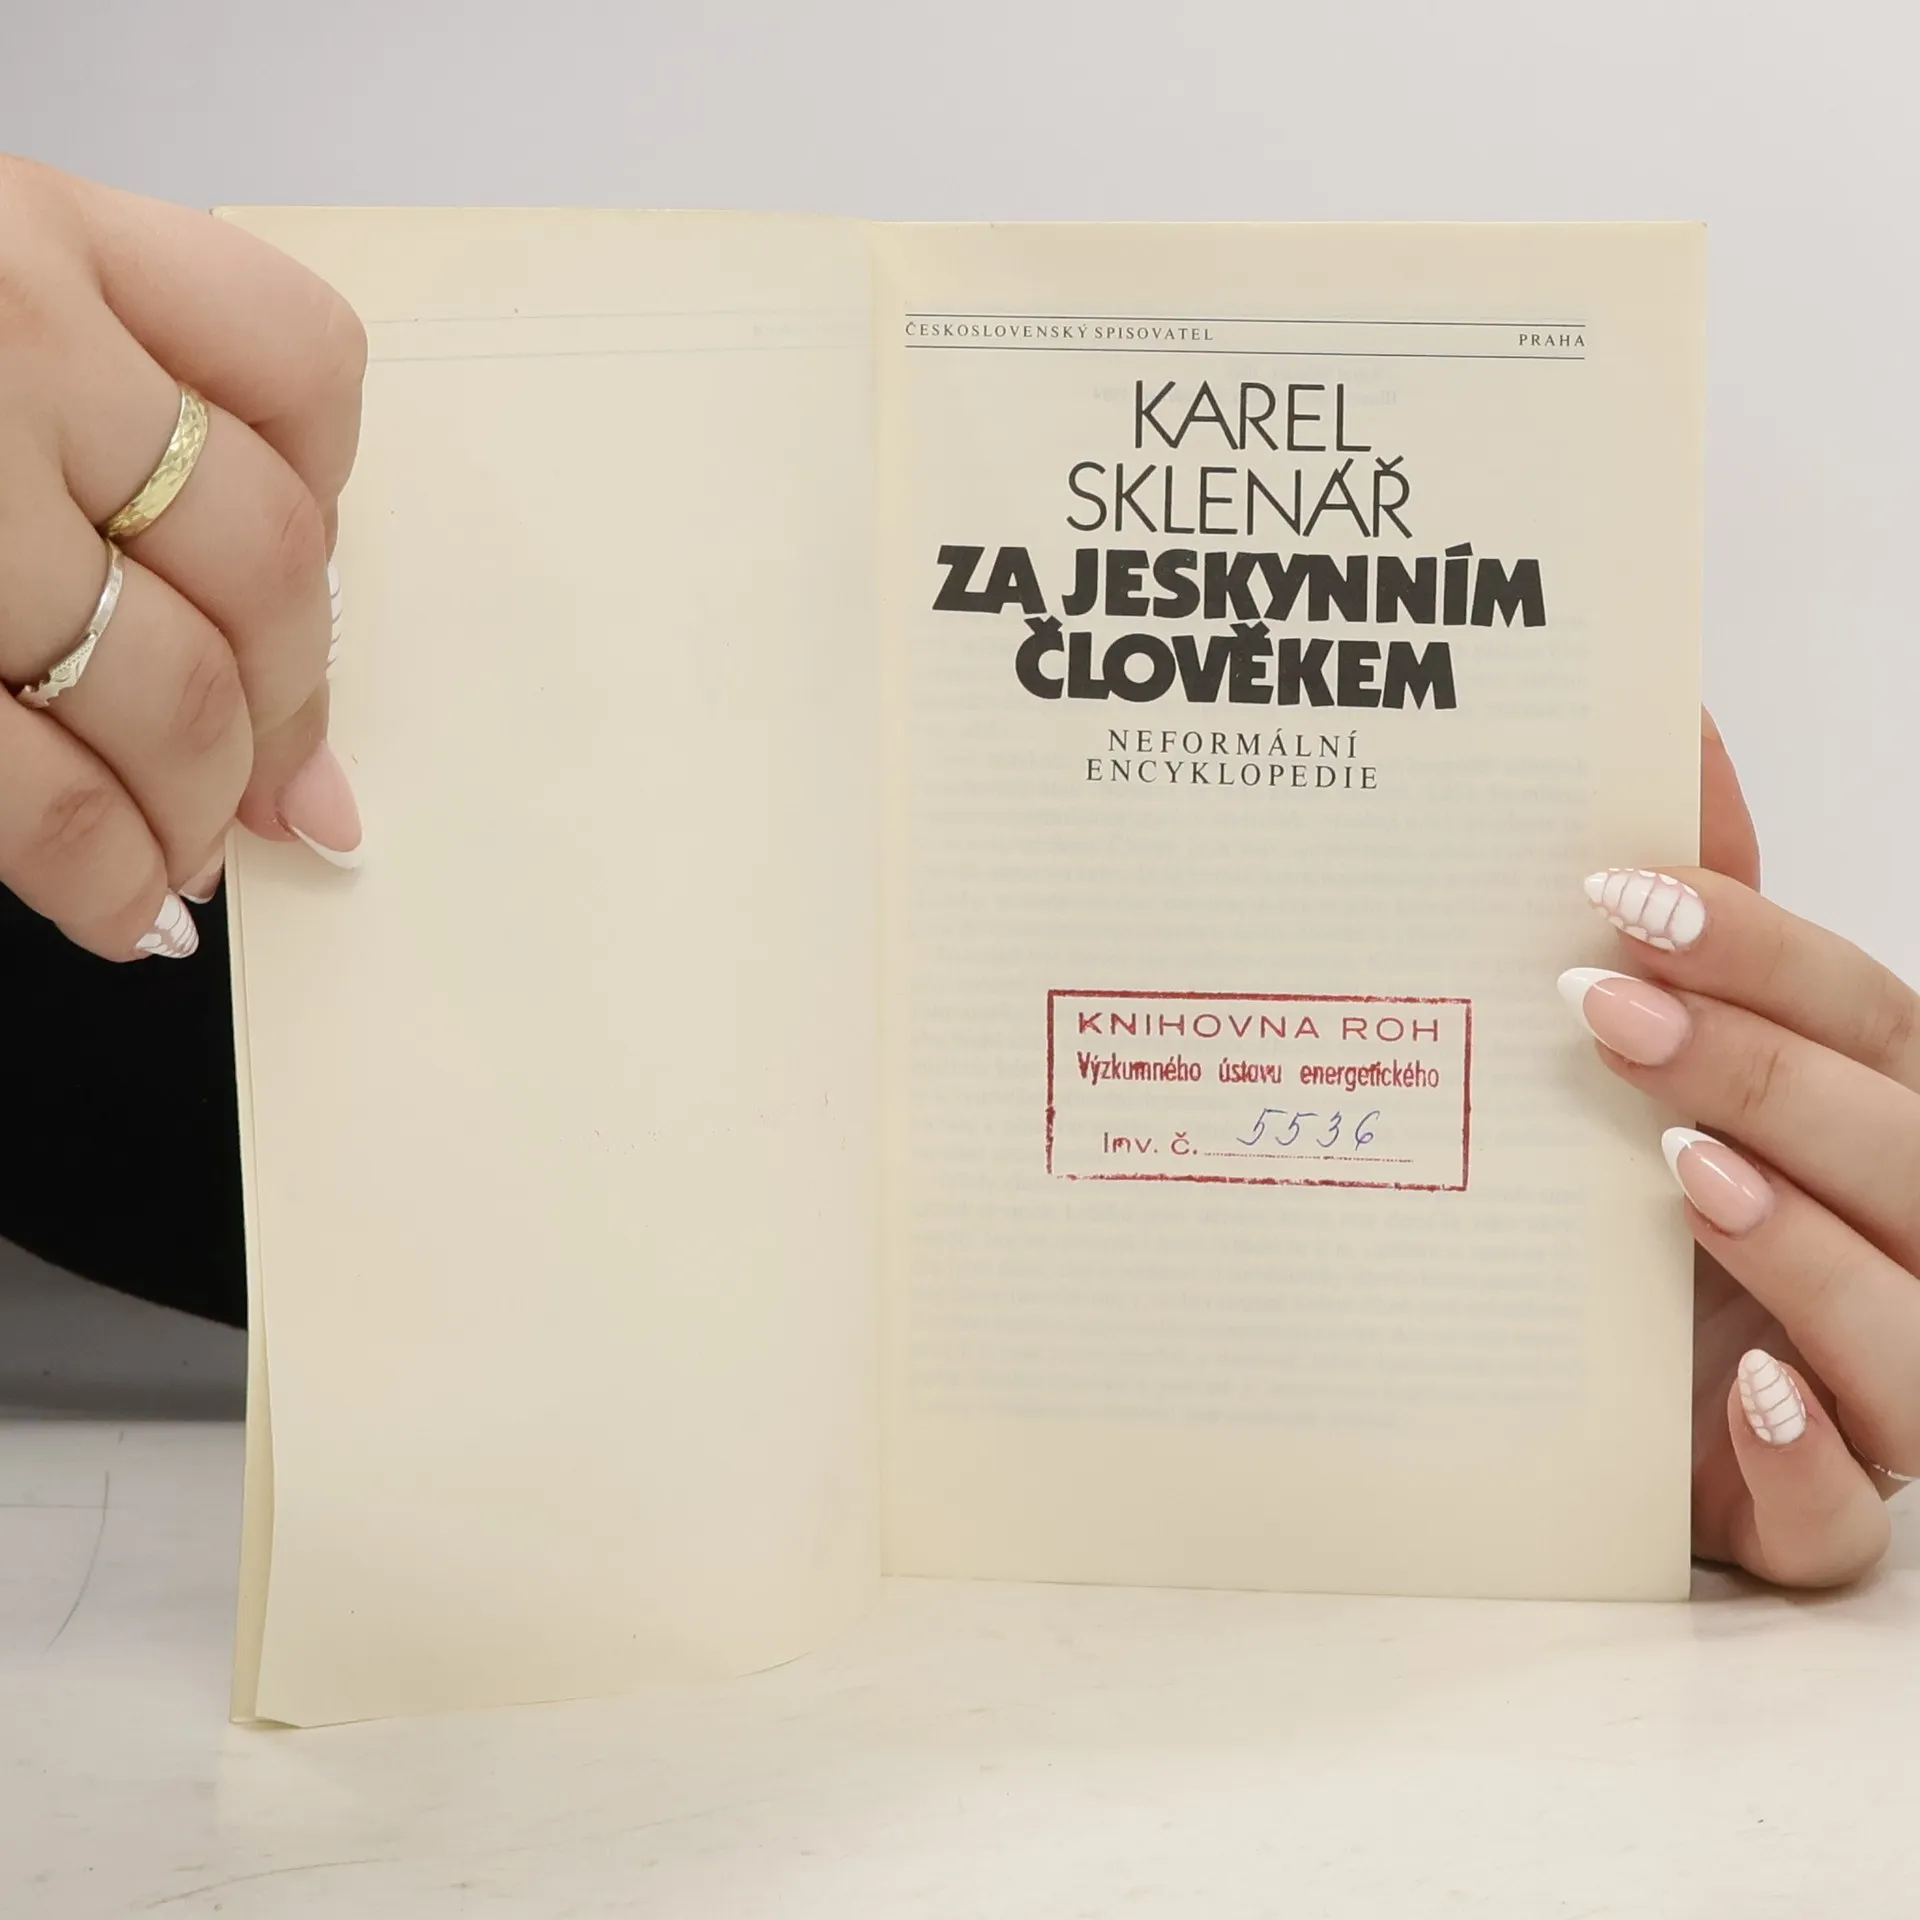 ČESKOSLOVENSKÝ SPISOVATEL PRAHA
KAREL
SKLENÁŘ
ZA JESKYNNÍM
ČLOVĚKEM
NEFORMÁLNÍ
ENCYKLOPEDIE
KNIHOVNA ROH
Výzkumného ústavu energetického
Inv. č. 5536